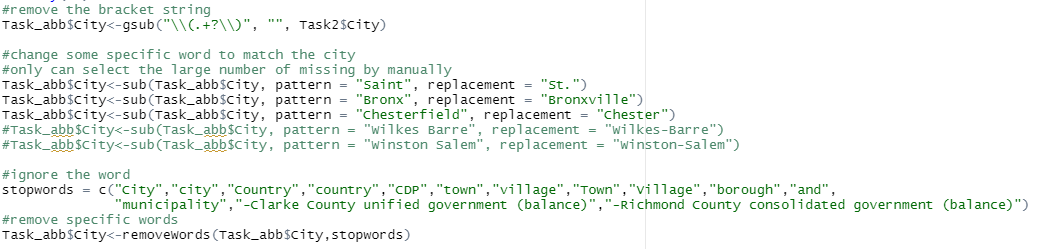 #remove the bracket string
Task_abb$City<-gsub("\\(.+?\\)", "", Task2$City)
#change some specific word to match the city
#only can select the large number of missing by manually
Task_abb$City<-sub(Task_abb$City, pattern = "Saint", replacement = "St.")
Task_abb$City<-sub(Task_abb$City, pattern = "Bronx", replacement = "Bronxville")
Task_abb$City<-sub(Task_abb$City, pattern = "Chesterfield", replacement = "Chester")
#Task_abb$City<-sub(Task_abb$City, pattern = "Wilkes Barre", replacement = "Wilkes-Barre")
#Task_abb$City<-sub(Task_abb$City, pattern = "Winston Salem", replacement = "Winston-Salem")
#ignore the word
stopwords = c("City","city","Country","country","CDP","town","village","Town","Village","borough","and",
"municipality","-Clarke County unified government (balance)","-Richmond County consolidated government (balance)")
#remove specific words
Task_abb$City<-removeWords(Task_abb$City,stopwords)